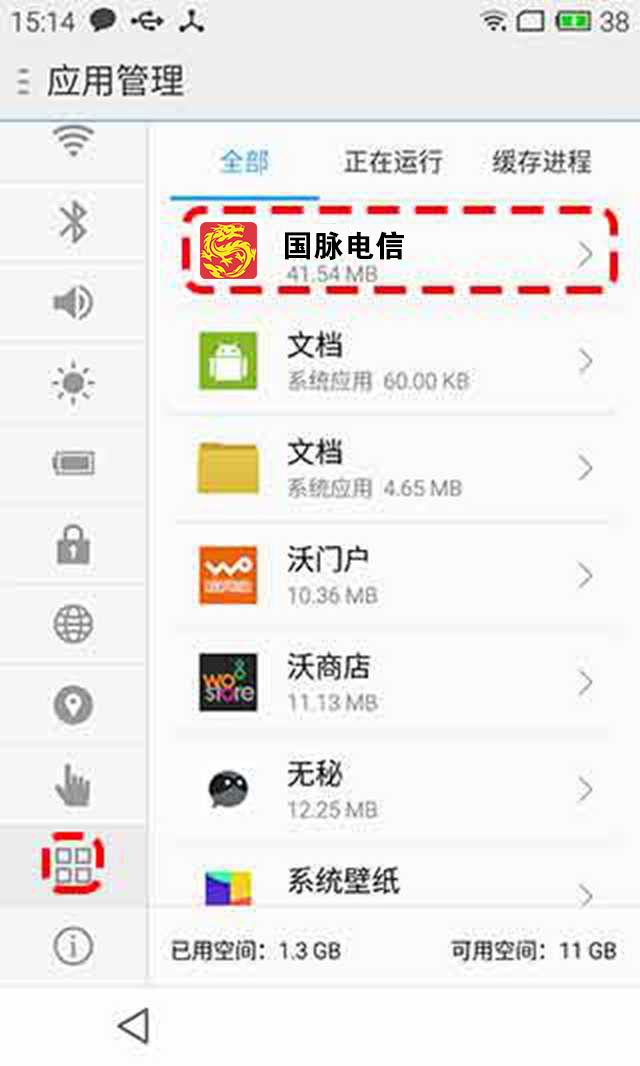 15:14
38
应用管理
全部 正在运行 缓存进程
国脉电信
41.54 MB
文档
系统应用 60.00 KB
文档
系统应用 4.65 MB
沃门户
10.36 MB
wo
store
沃商店
11.13 MB
无秘
12.25 MB
系统壁纸
已用空间：1.3 GB 可用空间：11 GB